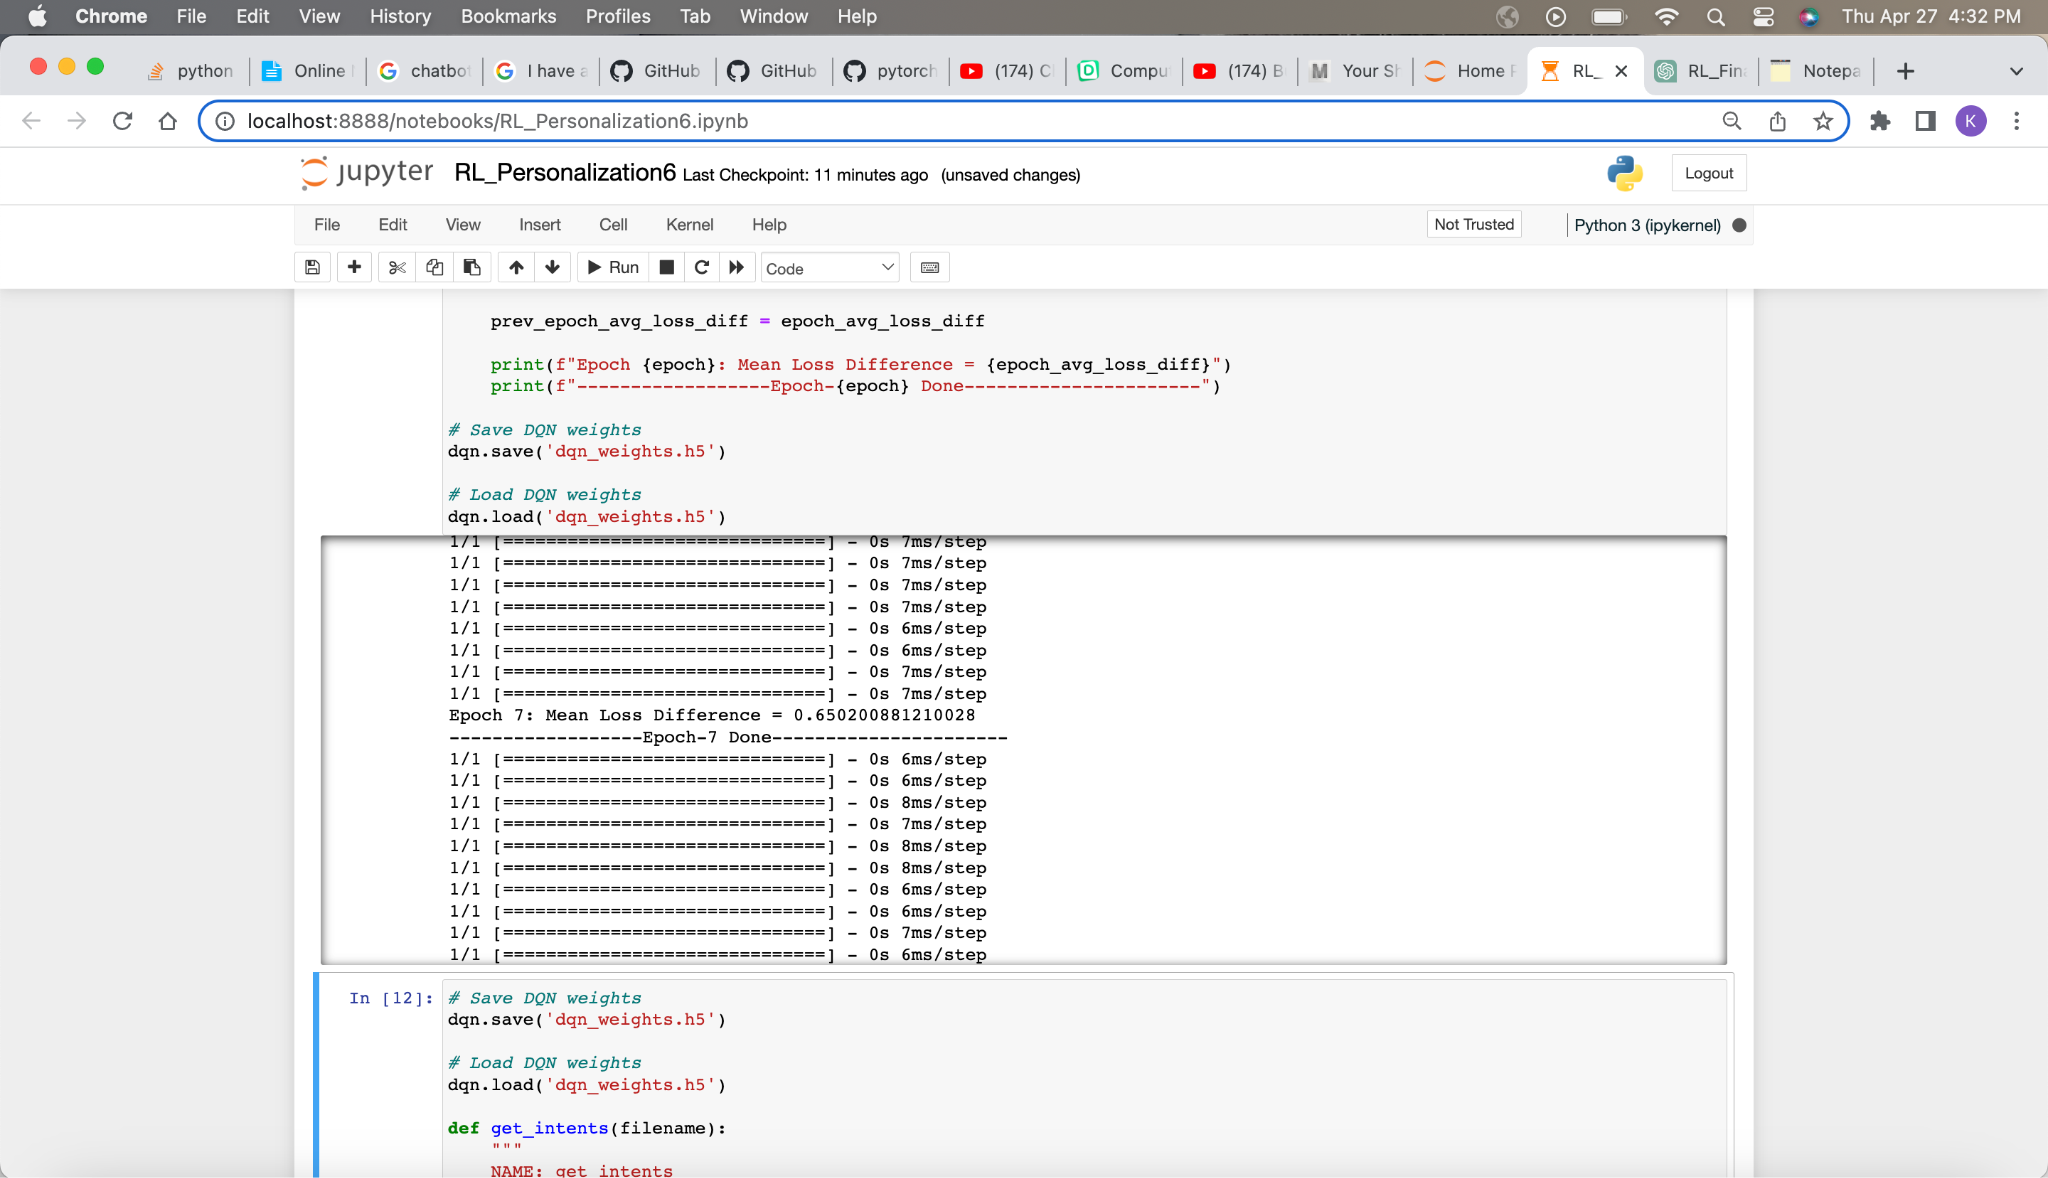 Chrome File Edit View History Bookmarks Profiles Tab Window Help Thu Apr 27 4:32 PM
python Online chatbo I have a GitHub GitHub pytorch (174) C Compu (174) B Your Sh Home P RL_ RL_Fin Notepa
localhost:8888/notebooks/RL_Personalization6.ipynb K
jupyter RL_Personalization6 Last Checkpoint: 11 minutes ago (unsaved changes) Logout
File Edit View Insert Cell Kernel Help Not Trusted Python 3 (ipykernel)
Run Code
prev_epoch_avg_loss_diff = epoch_avg_loss_diff
print(f"Epoch {epoch}: Mean Loss Difference = {epoch_avg_loss_diff}")
print(f"------------------Epoch-{epoch} Done----------------------")
# Save DQN weights
dqn.save('dqn_weights.h5')
# Load DQN weights
dqn.load('dqn_weights.h5')
1/1 [==============================] - 0s 7ms/step
1/1 [==============================] - 0s 7ms/step
1/1 [==============================] - 0s 7ms/step
1/1 [==============================] - 0s 7ms/step
1/1 [==============================] - 0s 6ms/step
1/1 [==============================] - 0s 6ms/step
1/1 [==============================] - 0s 7ms/step
1/1 [==============================] - 0s 7ms/step
Epoch 7: Mean Loss Difference = 0.650200881210028
------------------Epoch-7 Done----------------------
1/1 [==============================] - 0s 6ms/step
1/1 [==============================] - 0s 6ms/step
1/1 [==============================] - 0s 8ms/step
1/1 [==============================] - 0s 7ms/step
1/1 [==============================] - 0s 8ms/step
1/1 [==============================] - 0s 8ms/step
1/1 [==============================] - 0s 6ms/step
1/1 [==============================] - 0s 6ms/step
1/1 [==============================] - 0s 7ms/step
1/1 [==============================] - 0s 6ms/step
In [12]: # Save DQN weights
dqn.save('dqn_weights.h5')
# Load DQN weights
dqn.load('dqn_weights.h5')
def get_intents(filename):
"""
NAME: get_intents